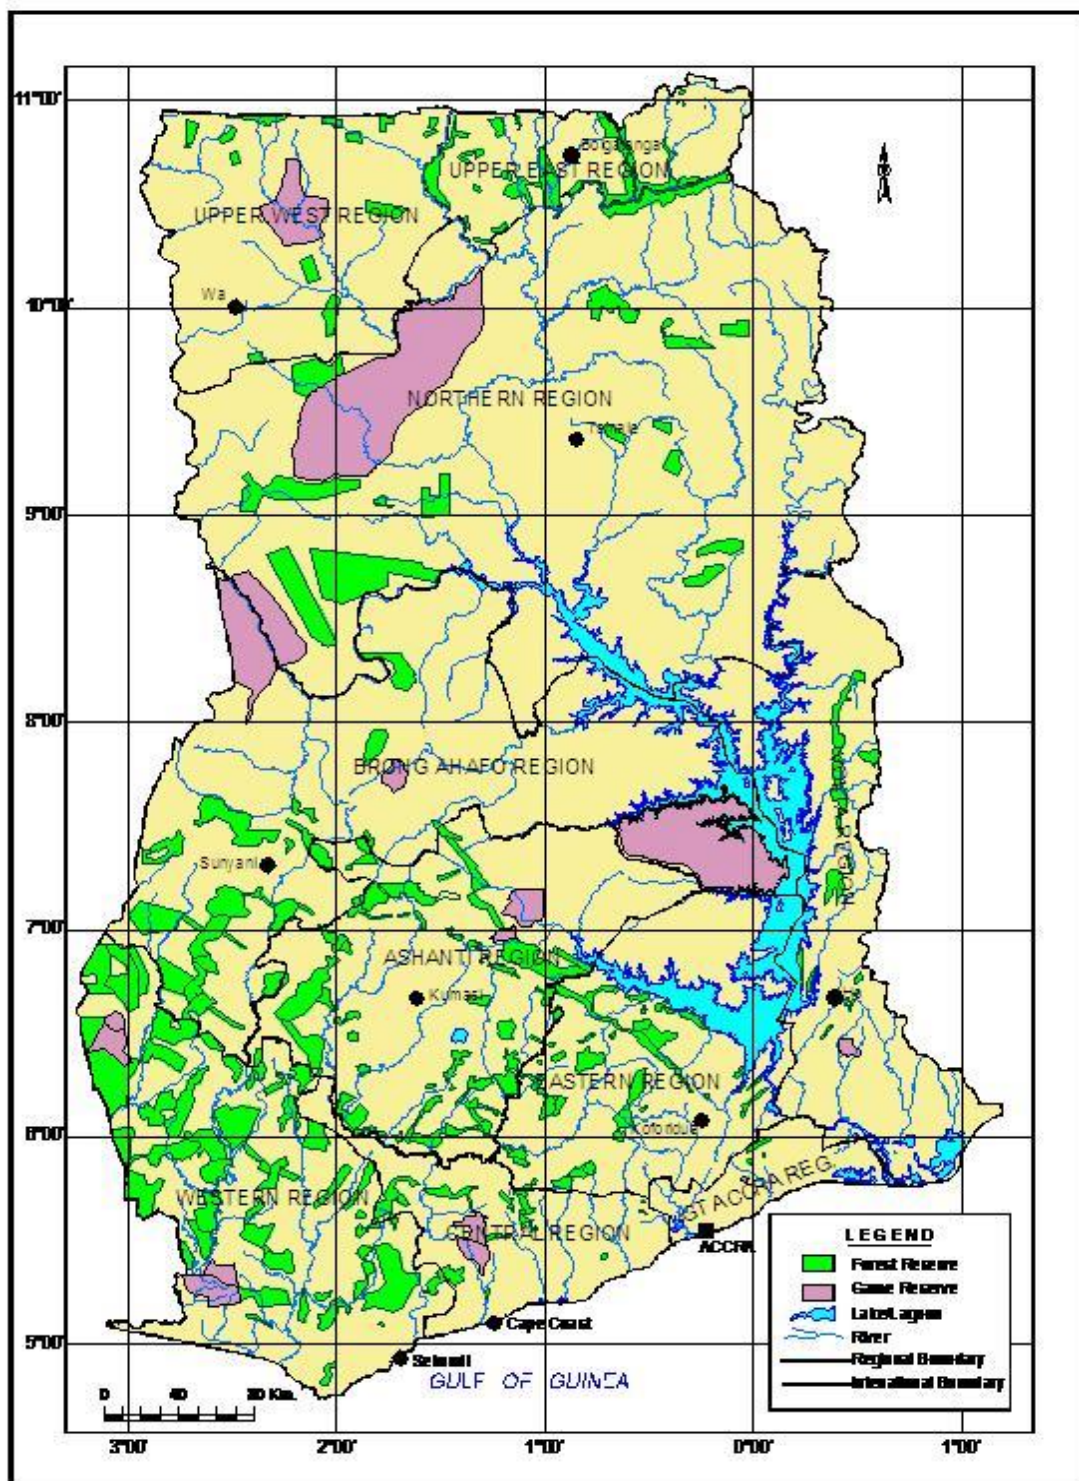 11°00'
Bolgatanga
UPPER EAST REGION
UPPER WEST REGION
Wa
10°00'
NORTHERN REGION
Tamale
9°00'
8°00'
BRONG AHAFO REGION
Sunyani
7°00'
ASHANTI REGION
Kumasi
EASTERN REGION
6°00'
WESTERN REGION
CENTRAL REGION
GT ACCRA REG.
ACCRA
Cape Coast
Sekondi
5°00'
GULF OF GUINEA
LEGEND
Forest Reserve
Game Reserve
Lake/Lagoon
River
Regional Boundary
International Boundary
0 40 80 Km.
3°00' 2°00' 1°00' 0°00' 1°00'